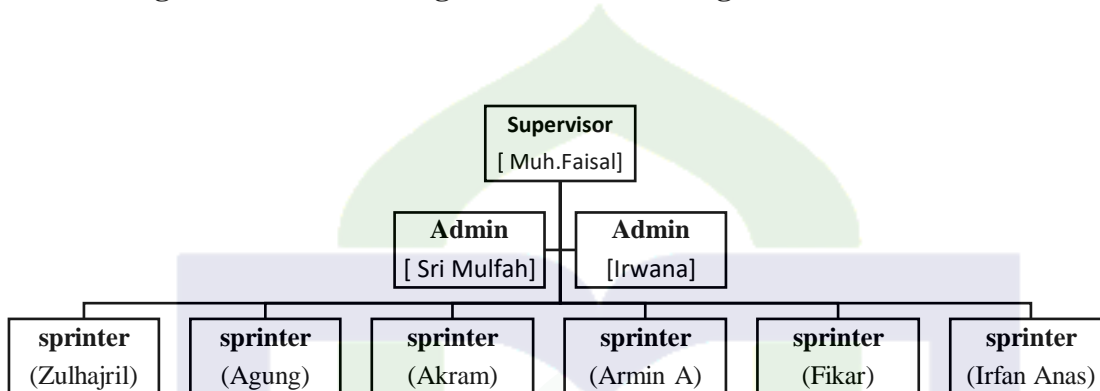 Supervisor
[ Muh.Faisal]
Admin
[ Sri Mulfah]
Admin
[Irwana]
sprinter
(Zulhajril)
sprinter
(Agung)
sprinter
(Akram)
sprinter
(Armin A)
sprinter
(Fikar)
sprinter
(Irfan Anas)